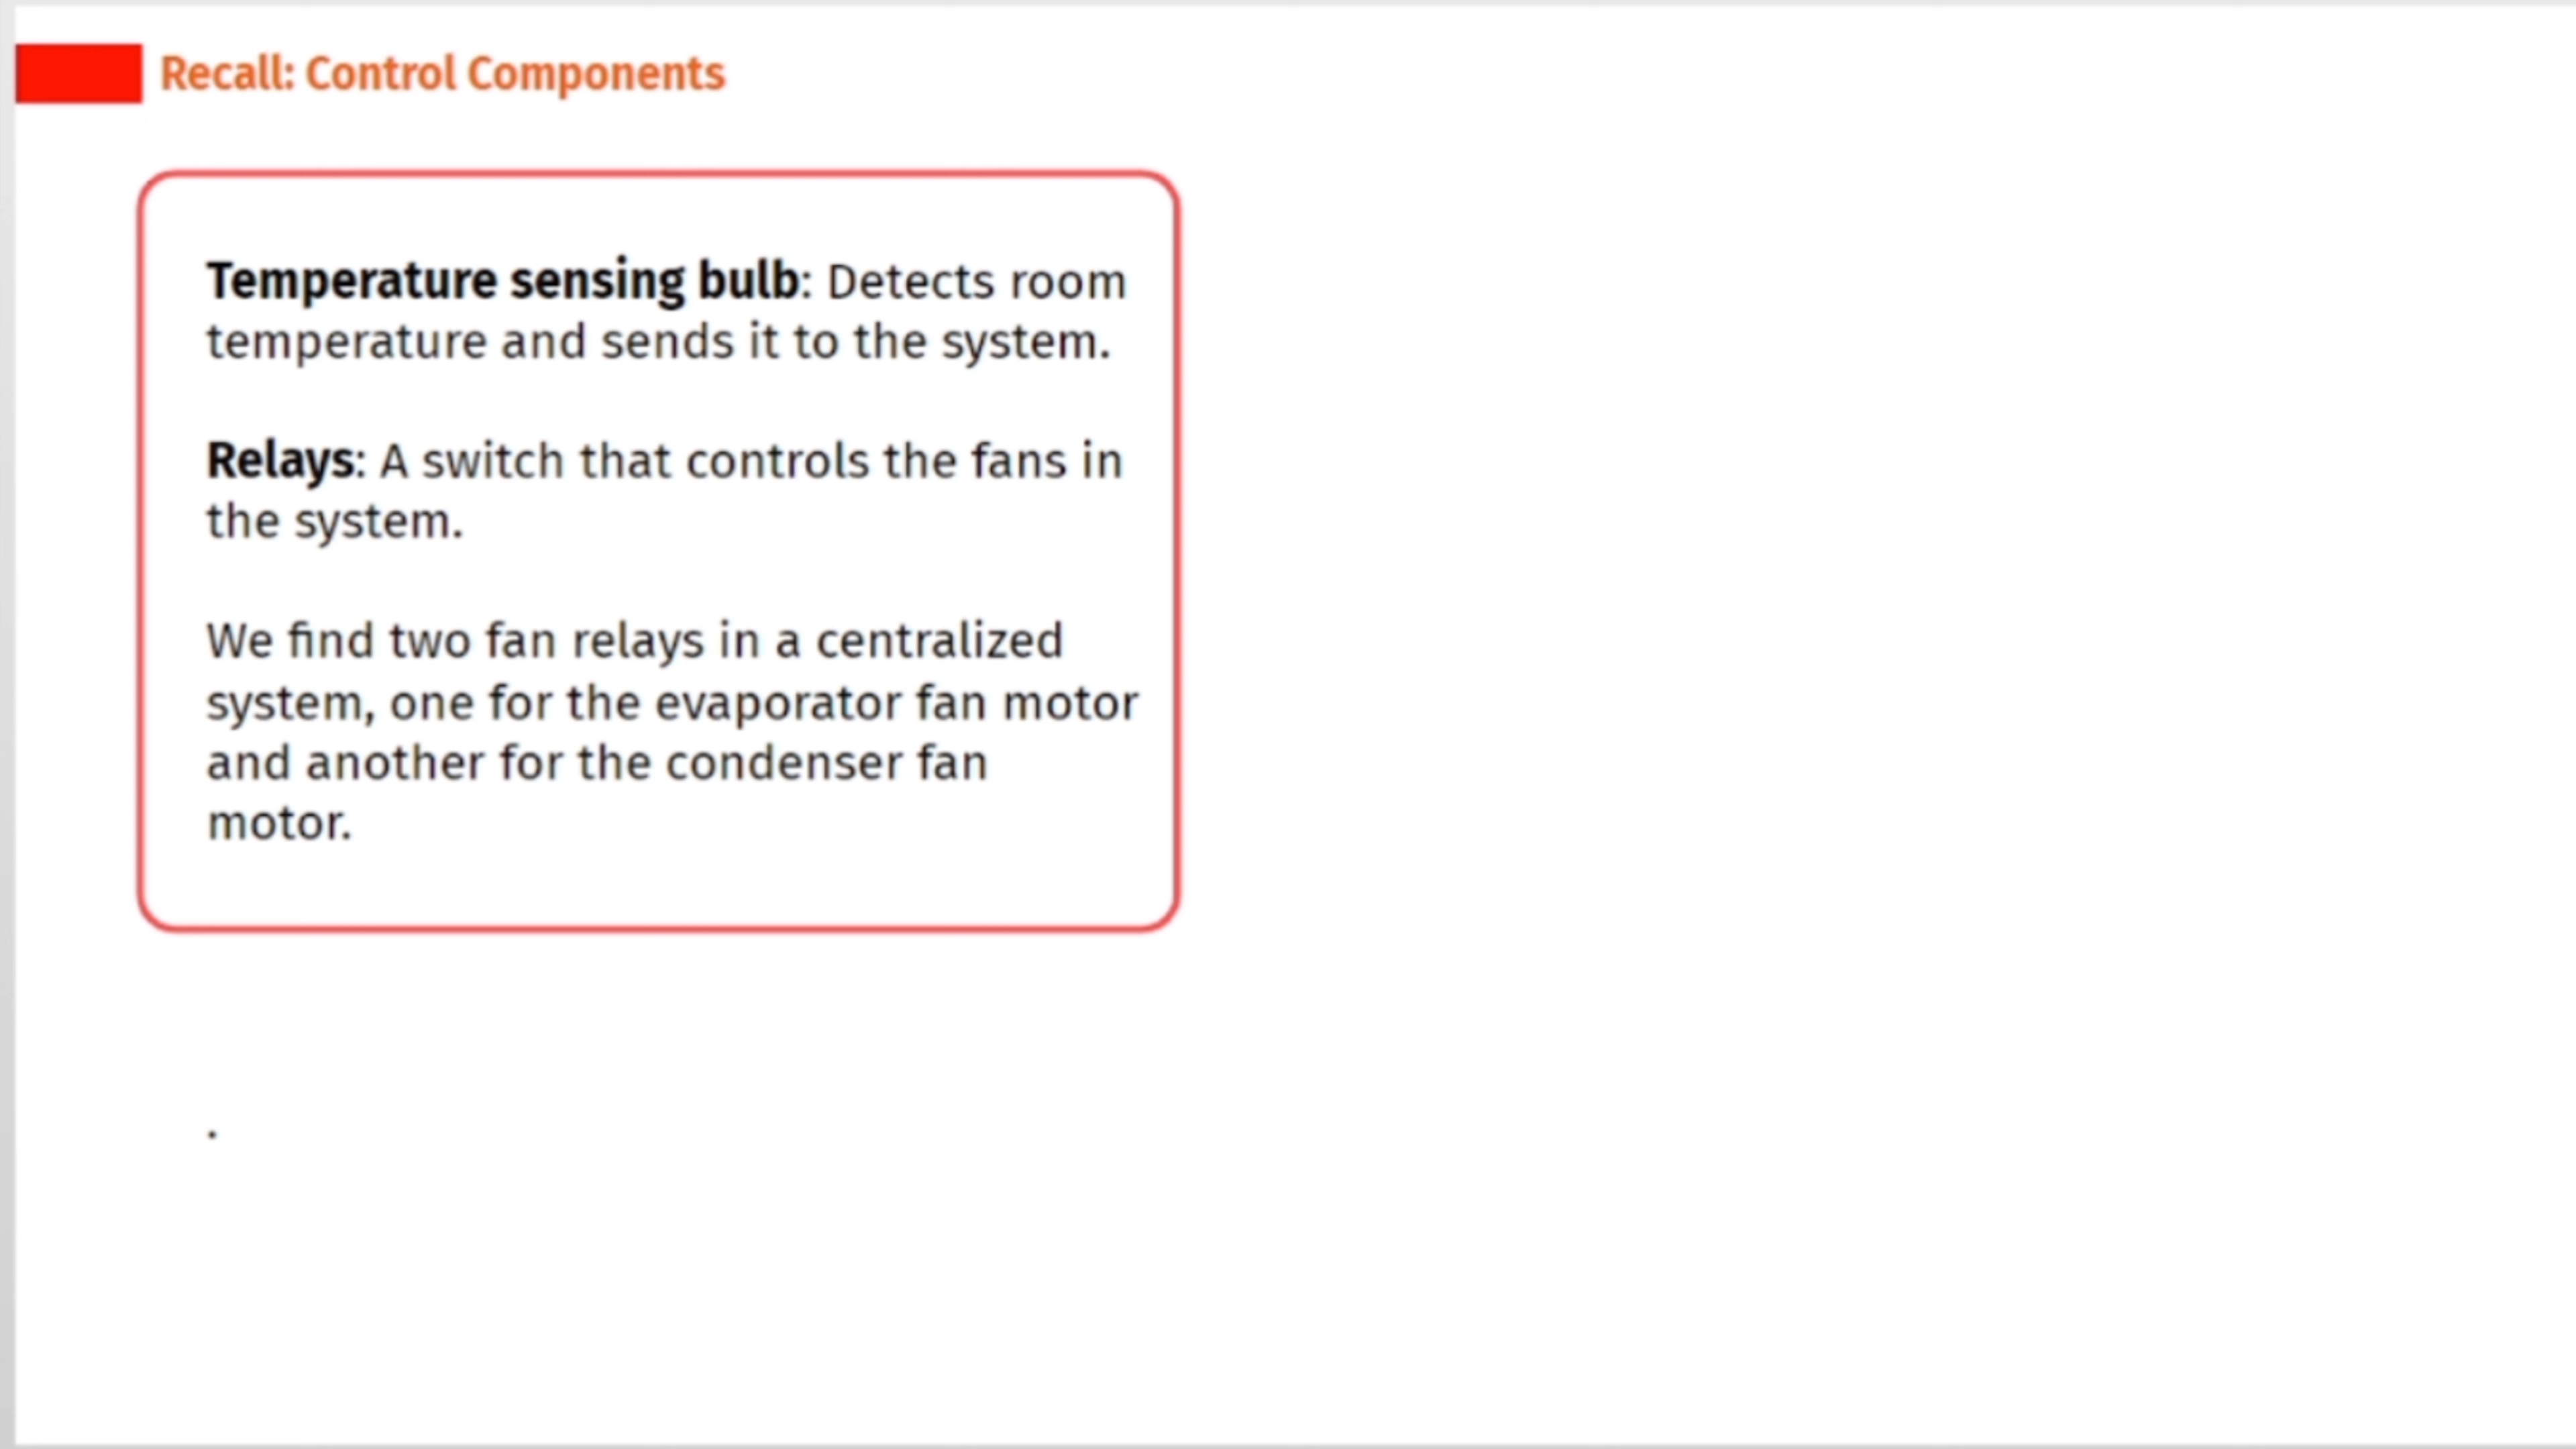 Recall: Control Components
Temperature sensing bulb: Detects room
temperature and sends it to the system.
Relays: A switch that controls the fans in
the system.
We find two fan relays in a centralized
system, one for the evaporator fan motor
and another for the condenser fan
motor.
.